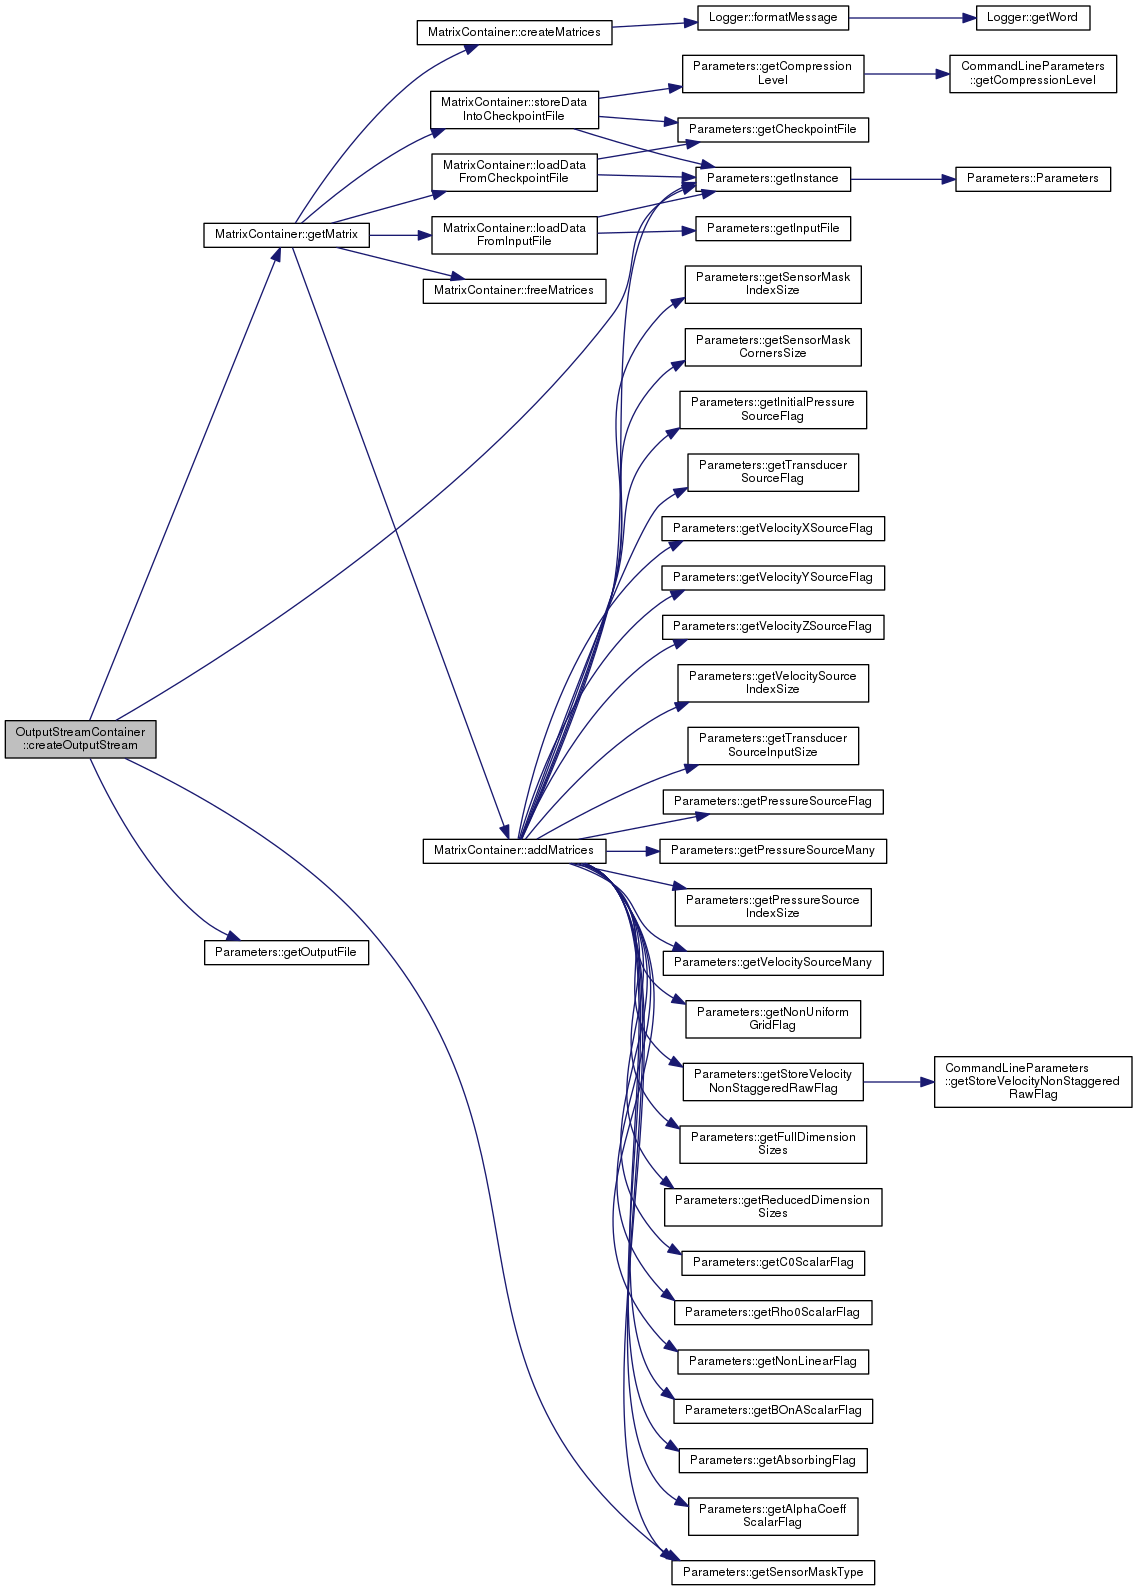 OutputStreamContainer
::createOutputStream
MatrixContainer::getMatrix
Parameters::getOutputFile
MatrixContainer::createMatrices
MatrixContainer::storeData
IntoCheckpointFile
MatrixContainer::loadData
FromCheckpointFile
MatrixContainer::loadData
FromInputFile
MatrixContainer::freeMatrices
MatrixContainer::addMatrices
Logger::formatMessage
Parameters::getCompression
Level
Parameters::getCheckpointFile
Parameters::getInstance
Parameters::getInputFile
Parameters::getSensorMask
IndexSize
Parameters::getSensorMask
CornersSize
Parameters::getInitialPressure
SourceFlag
Parameters::getTransducer
SourceFlag
Parameters::getVelocityXSourceFlag
Parameters::getVelocityYSourceFlag
Parameters::getVelocityZSourceFlag
Parameters::getVelocitySource
IndexSize
Parameters::getTransducer
SourceInputSize
Parameters::getPressureSourceFlag
Parameters::getPressureSourceMany
Parameters::getPressureSource
IndexSize
Parameters::getVelocitySourceMany
Parameters::getNonUniform
GridFlag
Parameters::getStoreVelocity
NonStaggeredRawFlag
Parameters::getFullDimension
Sizes
Parameters::getReducedDimension
Sizes
Parameters::getC0ScalarFlag
Parameters::getRho0ScalarFlag
Parameters::getNonLinearFlag
Parameters::getBOnAScalarFlag
Parameters::getAbsorbingFlag
Parameters::getAlphaCoeff
ScalarFlag
Parameters::getSensorMaskType
Logger::getWord
CommandLineParameters
::getCompressionLevel
Parameters::Parameters
CommandLineParameters
::getStoreVelocityNonStaggered
RawFlag